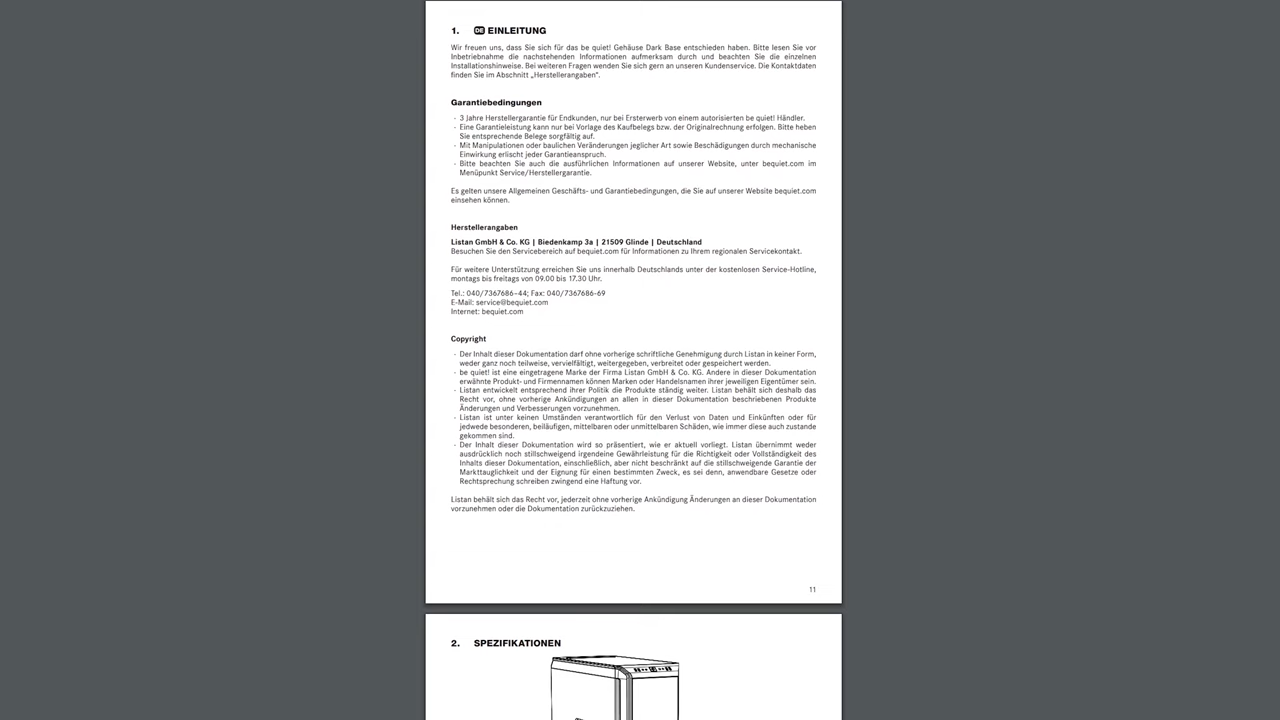 1. DE EINLEITUNG
Wir freuen uns, dass Sie sich für das be quiet! Gehäuse Dark Base entschieden haben. Bitte lesen Sie vor
Inbetriebnahme die nachstehenden Informationen aufmerksam durch und beachten Sie die einzelnen
Installationshinweise. Bei weiteren Fragen wenden Sie sich gern an unseren Kundenservice. Die Kontaktdaten
finden Sie im Abschnitt „Herstellerangaben“.
Garantiebedingungen
- 3 Jahre Herstellergarantie für Endkunden, nur bei Ersterwerb von einem autorisierten be quiet! Händler.
- Eine Garantieleistung kann nur bei Vorlage des Kaufbelegs bzw. der Originalrechnung erfolgen. Bitte heben
Sie entsprechende Belege sorgfältig auf.
- Mit Manipulationen oder baulichen Veränderungen jeglicher Art sowie Beschädigungen durch mechanische
Einwirkung erlischt jeder Garantieanspruch.
- Bitte beachten Sie auch die ausführlichen Informationen auf unserer Website, unter bequiet.com im
Menüpunkt Service/Herstellergarantie.
Es gelten unsere Allgemeinen Geschäfts- und Garantiebedingungen, die Sie auf unserer Website bequiet.com
einsehen können.
Herstellerangaben
Listan GmbH & Co. KG | Biedenkamp 3a | 21509 Glinde | Deutschland
Besuchen Sie den Servicebereich auf bequiet.com für Informationen zu Ihrem regionalen Servicekontakt.
Für weitere Unterstützung erreichen Sie uns innerhalb Deutschlands unter der kostenlosen Service-Hotline,
montags bis freitags von 09.00 bis 17.30 Uhr.
Tel.: 040/7367686-44; Fax: 040/7367686-69
E-Mail: service@bequiet.com
Internet: bequiet.com
Copyright
- Der Inhalt dieser Dokumentation darf ohne vorherige schriftliche Genehmigung durch Listan in keiner Form,
weder ganz noch teilweise, vervielfältigt, weitergegeben, verbreitet oder gespeichert werden.
- be quiet! ist eine eingetragene Marke der Firma Listan GmbH & Co. KG. Andere in dieser Dokumentation
erwähnte Produkt- und Firmennamen können Marken oder Handelsnamen ihrer jeweiligen Eigentümer sein.
- Listan entwickelt entsprechend ihrer Politik die Produkte ständig weiter. Listan behält sich deshalb das
Recht vor, ohne vorherige Ankündigungen an allen in dieser Dokumentation beschriebenen Produkte
Änderungen und Verbesserungen vorzunehmen.
- Listan ist unter keinen Umständen verantwortlich für den Verlust von Daten und Einkünften oder für
jedwede besonderen, beiläufigen, mittelbaren oder unmittelbaren Schäden, wie immer diese auch zustande
gekommen sind.
- Der Inhalt dieser Dokumentation wird so präsentiert, wie er aktuell vorliegt. Listan übernimmt weder
ausdrücklich noch stillschweigend irgendeine Gewährleistung für die Richtigkeit oder Vollständigkeit des
Inhalts dieser Dokumentation, einschließlich, aber nicht beschränkt auf die stillschweigende Garantie der
Markttauglichkeit und der Eignung für einen bestimmten Zweck, es sei denn, anwendbare Gesetze oder
Rechtsprechung schreiben zwingend eine Haftung vor.
Listan behält sich das Recht vor, jederzeit ohne vorherige Ankündigung Änderungen an dieser Dokumentation
vorzunehmen oder die Dokumentation zurückzuziehen.
11
2. SPEZIFIKATIONEN